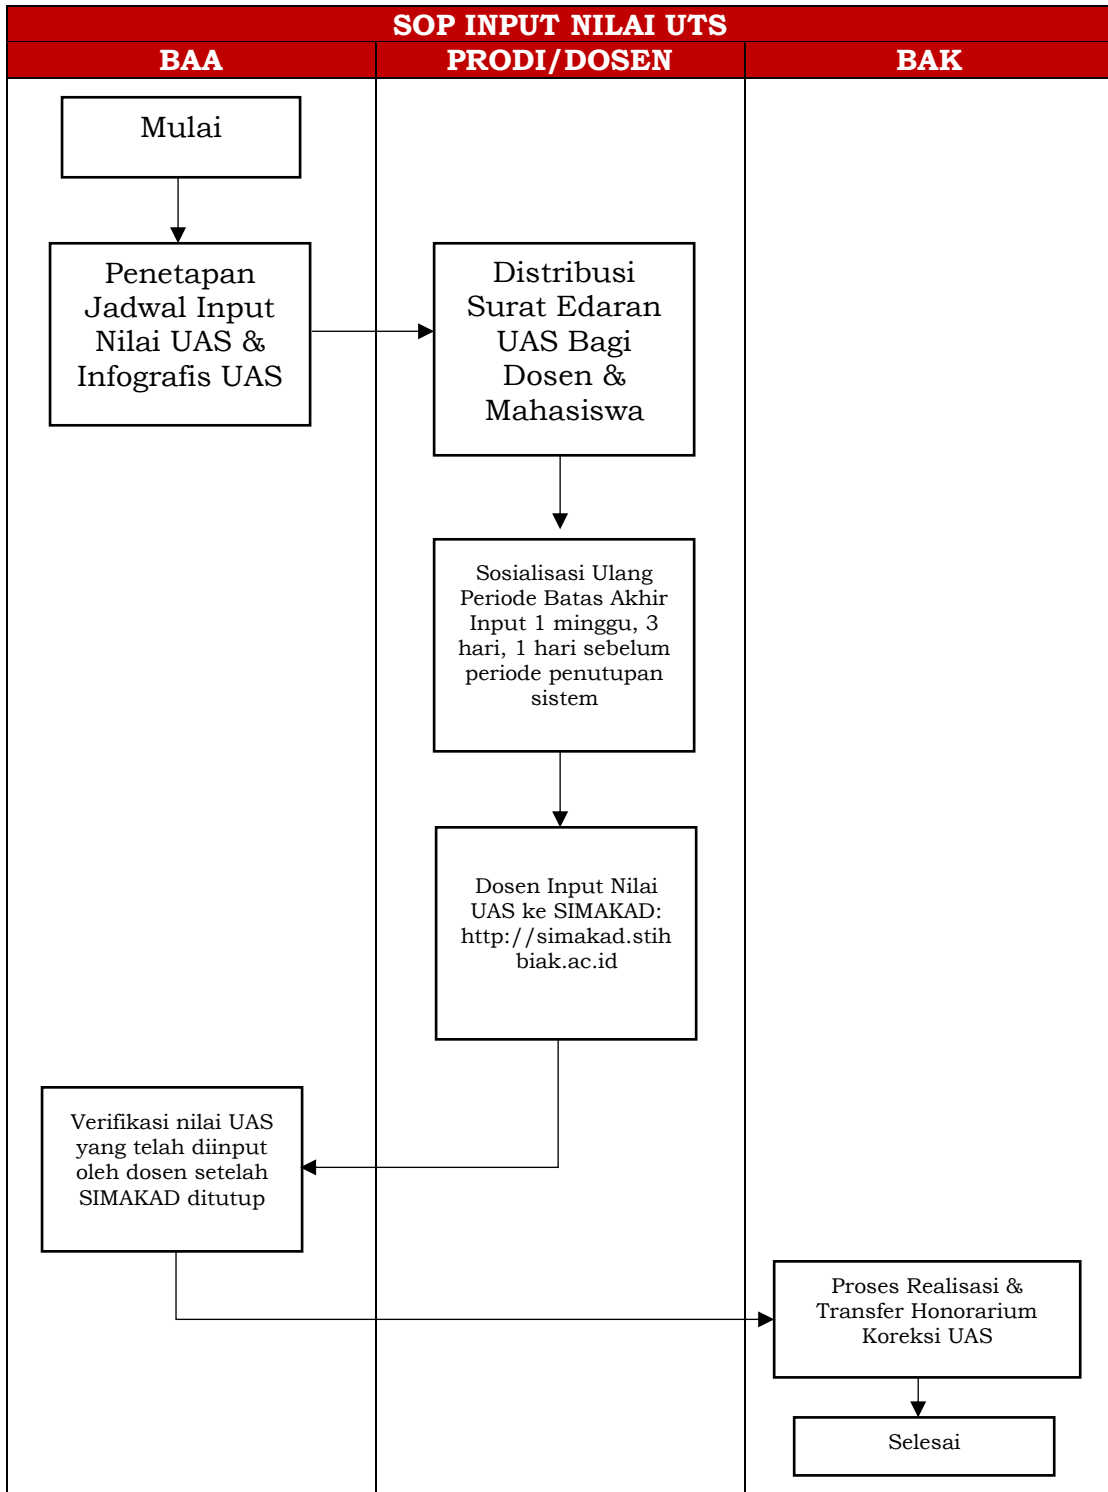 SOP INPUT NILAI UTS
BAA
PRODI/DOSEN
BAK
Mulai
Penetapan
Jadwal Input
Nilai UAS &
Infografis UAS
Distribusi
Surat Edaran
UAS Bagi
Dosen &
Mahasiswa
Sosialisasi Ulang
Periode Batas Akhir
Input 1 minggu, 3
hari, 1 hari sebelum
periode penutupan
sistem
Dosen Input Nilai
UAS ke SIMAKAD:
http://simakad.stih
biak.ac.id
Verifikasi nilai UAS
yang telah diinput
oleh dosen setelah
SIMAKAD ditutup
Proses Realisasi &
Transfer Honorarium
Koreksi UAS
Selesai